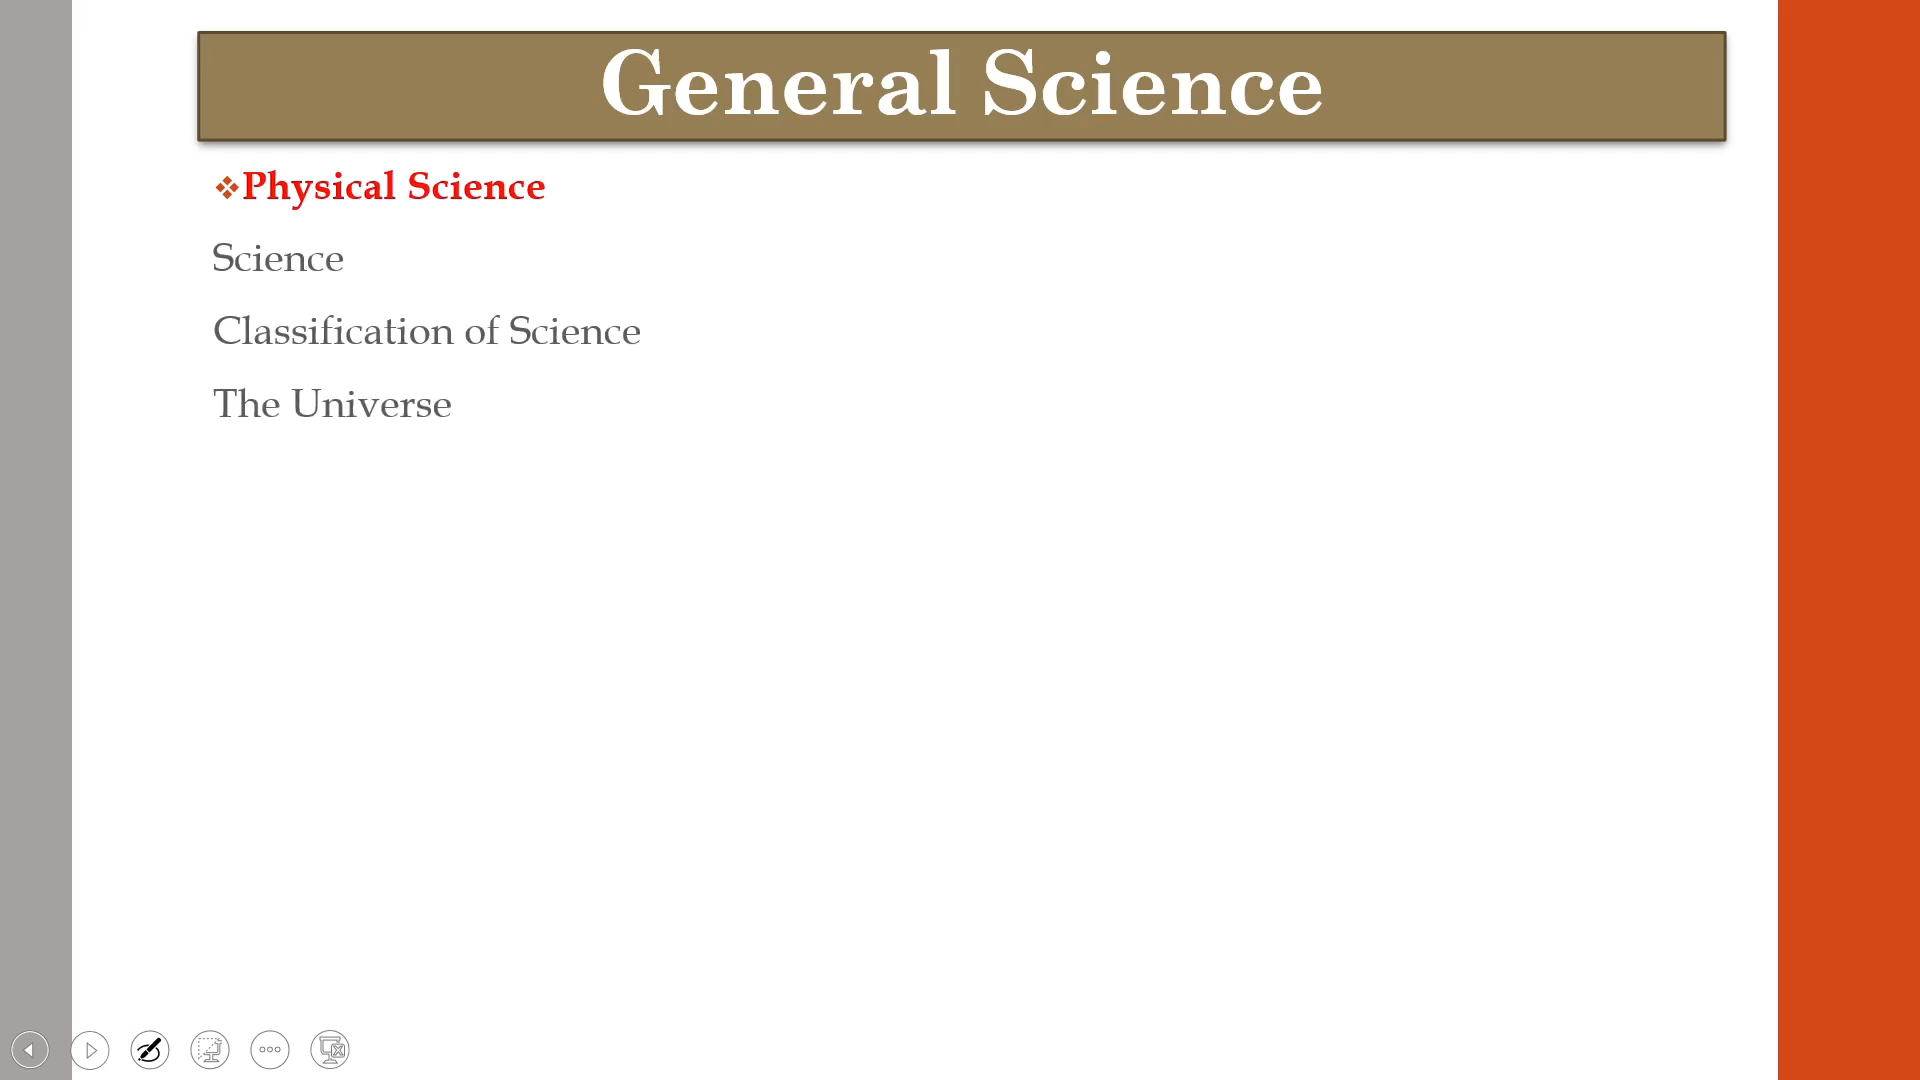 General Science
❖Physical Science
Science
Classification of Science
The Universe